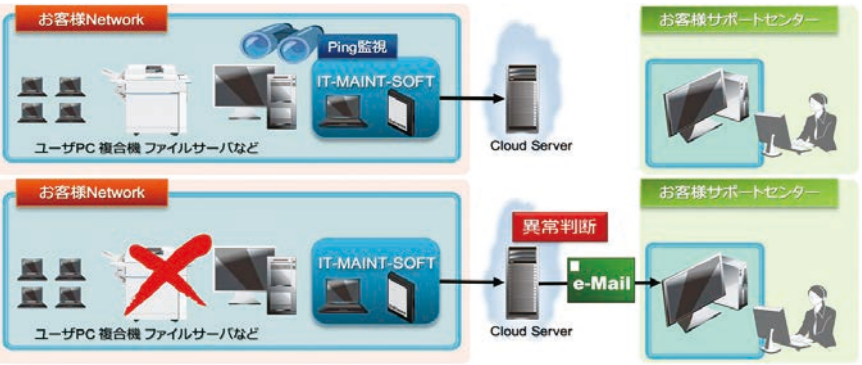 お客様Network
お客様サポートセンター
Ping監視
IT-MAINT-SOFT
ユーザPC 複合機 ファイルサーバなど
Cloud Server
お客様Network
お客様サポートセンター
異常判断
IT-MAINT-SOFT
e-Mail
ユーザPC 複合機 ファイルサーバなど
Cloud Server